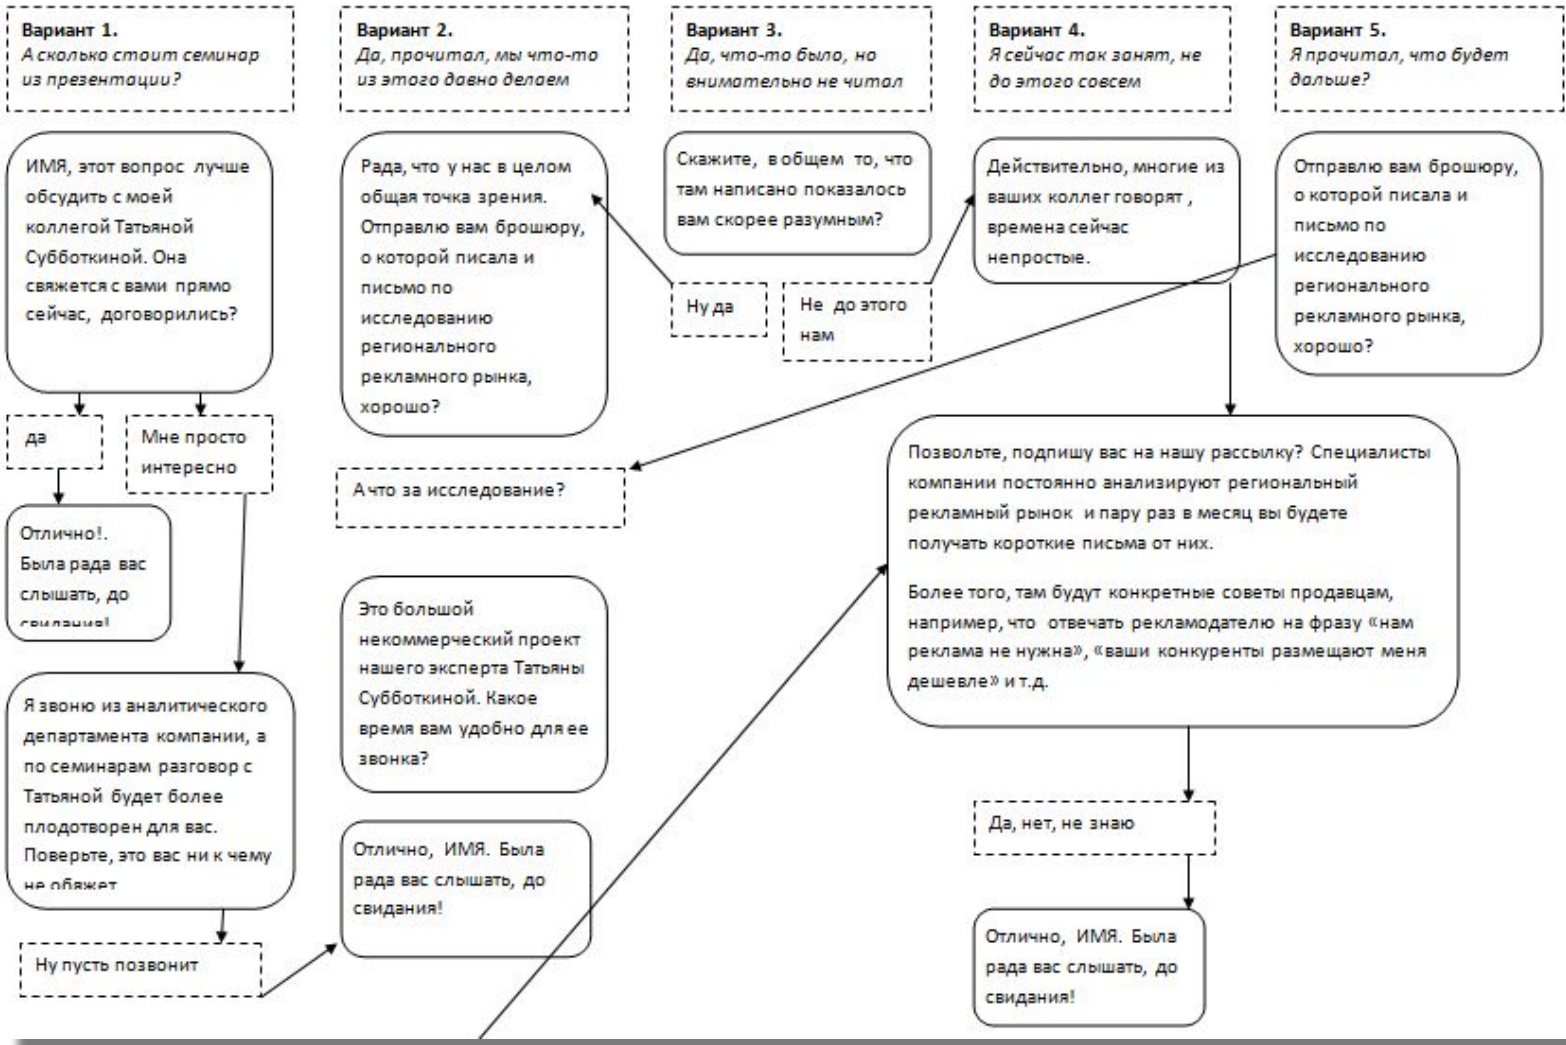 Вариант 1.
А сколько стоит семинар
из презентации?
Вариант 2.
Да, прочитал, мы что-то
из этого давно делаем
Вариант 3.
Да, что-то было, но
внимательно не читал
Вариант 4.
Я сейчас так занят, не
до этого совсем
Вариант 5.
Я прочитал, что будет
дальше?
ИМЯ, этот вопрос лучше
обсудить с моей
коллегой Татьяной
Субботкиной. Она
свяжется с вами прямо
сейчас, договорились?
Рада, что у нас в целом
общая точка зрения.
Отправлю вам брошюру,
о которой писала и
письмо по
исследованию
регионального
рекламного рынка,
хорошо?
Скажите, в общем то, что
там написано показалось
вам скорее разумным?
Действительно, многие из
ваших коллег говорят ,
времена сейчас
непростые.
Отправлю вам брошюру,
о которой писала и
письмо по
исследованию
регионального
рекламного рынка,
хорошо?
Ну да
Не до этого
нам
да
Мне просто
интересно
А что за исследование?
Позвольте, подпишу вас на нашу рассылку? Специалисты
компании постоянно анализируют региональный
рекламный рынок и пару раз в месяц вы будете
получать короткие письма от них.
Более того, там будут конкретные советы продавцам,
например, что отвечать рекламодателю на фразу «нам
реклама не нужна», «ваши конкуренты размещают меня
дешевле» и т.д.
Отлично!.
Была рада вас
слышать, до
свидания!
Это большой
некоммерческий проект
нашего эксперта Татьяны
Субботкиной. Какое
время вам удобно для ее
звонка?
Я звоню из аналитического
департамента компании, а
по семинарам разговор с
Татьяной будет более
плодотворен для вас.
Поверьте, это вас ни к чему
не обяжет
Отлично, ИМЯ. Была
рада вас слышать, до
свидания!
Да, нет, не знаю
Ну пусть позвонит
Отлично, ИМЯ. Была
рада вас слышать, до
свидания!